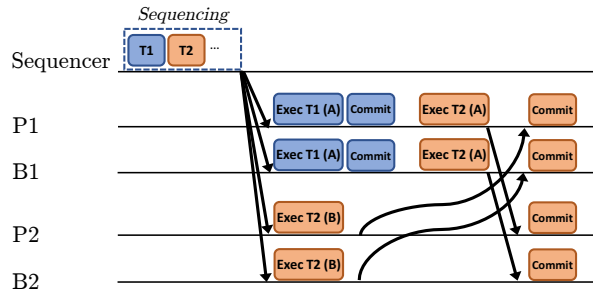 Sequencing
T1 T2 ...
Sequencer
Exec T1 (A) Commit Exec T2 (A) Commit
P1
Exec T1 (A) Commit Exec T2 (A) Commit
B1
Exec T2 (B) Commit
P2
Exec T2 (B) Commit
B2